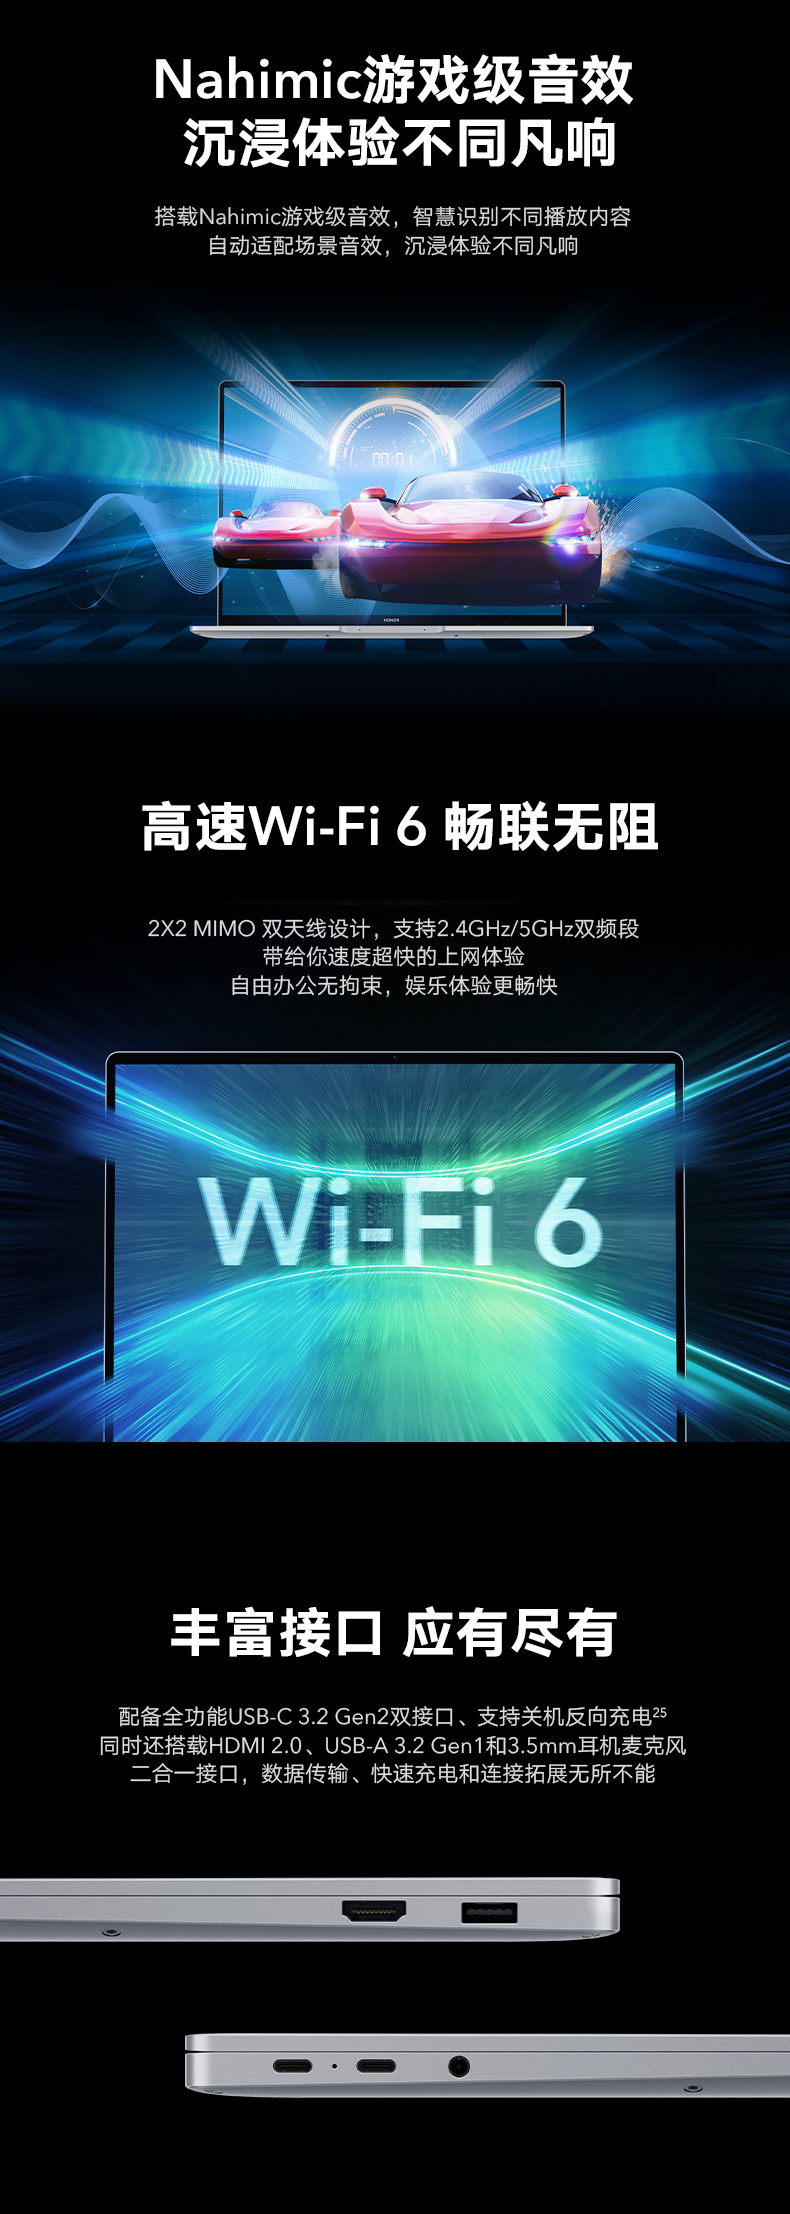 Nahimic游戏级音效
沉浸体验不同凡响
搭载Nahimic游戏级音效，智慧识别不同播放内容
自动适配场景音效，沉浸体验不同凡响
00:01
HONOR
高速Wi-Fi 6 畅联无阻
2X2 MIMO 双天线设计，支持2.4GHz/5GHz双频段
带给你速度超快的上网体验
自由办公无拘束，娱乐体验更畅快
Wi-Fi 6
丰富接口 应有尽有
配备全功能USB-C 3.2 Gen2双接口、支持关机反向充电25
同时还搭载HDMI 2.0、USB-A 3.2 Gen1和3.5mm耳机麦克风
二合一接口，数据传输、快速充电和连接拓展无所不能